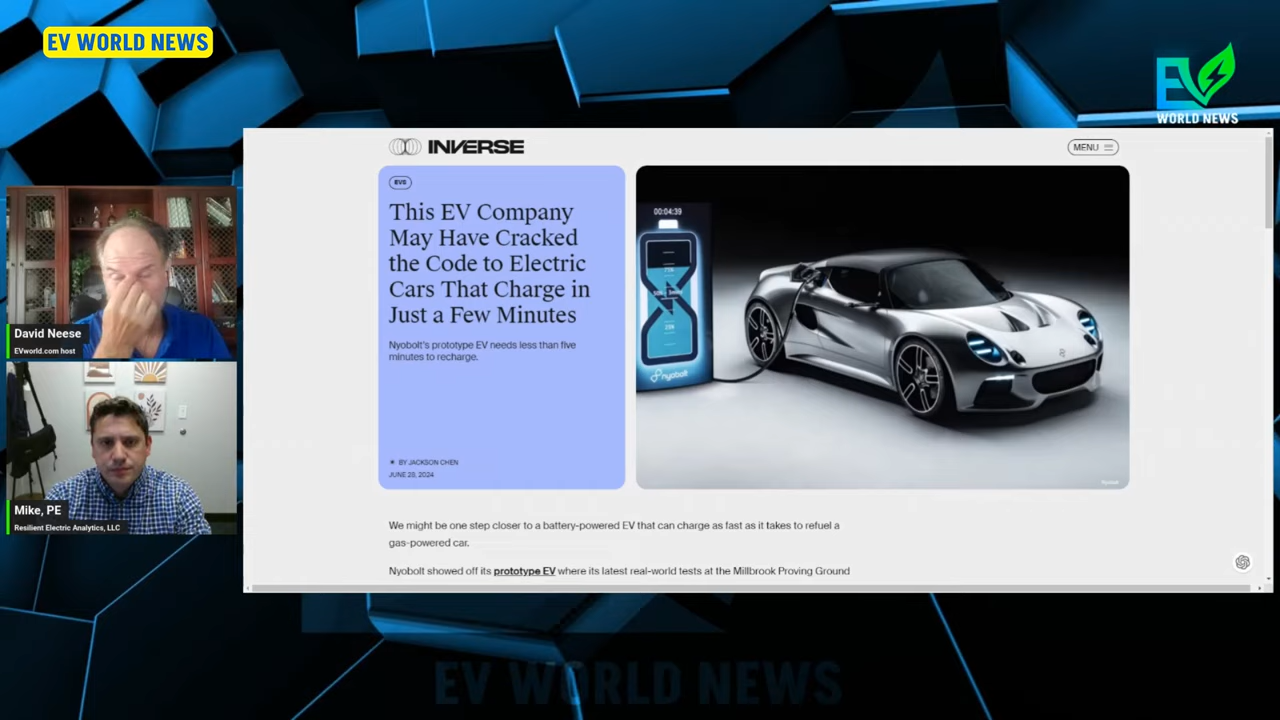 EV WORLD NEWS
EV
WORLD NEWS
INVERSE
MENU
EVS
This EV Company
May Have Cracked
the Code to Electric
Cars That Charge in
Just a Few Minutes
Nyobolt's prototype EV needs less than five
minutes to recharge.
BY JACKSON CHEN
JUNE 28, 2024
00:04:39
nyobolt
Nyobolt
We might be one step closer to a battery-powered EV that can charge as fast as it takes to refuel a
gas-powered car.
Nyobolt showed off its prototype EV where its latest real-world tests at the Millbrook Proving Ground
David Neese
EVworld.com host
Mike, PE
Resilient Electric Analytics, LLC
EV WORLD NEWS